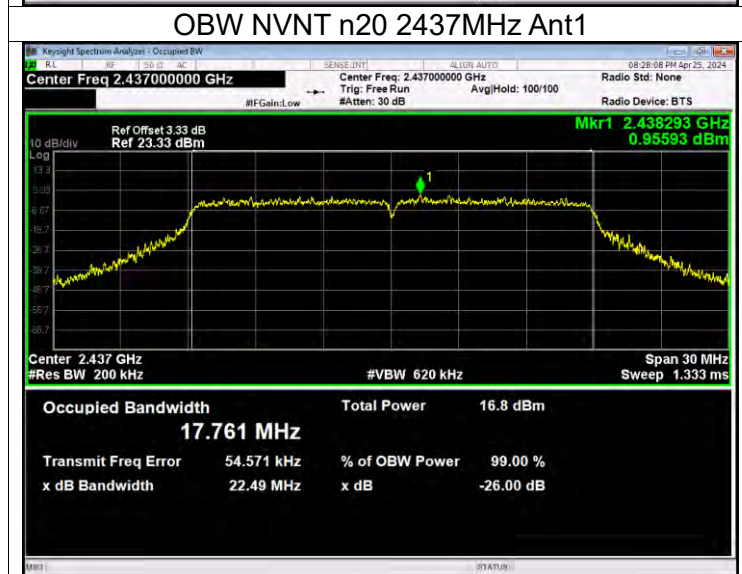 OBW NVNT n20 2437MHz Ant1
Keysight Spectrum Analyzer - Occupied BW
RL RF 50 Ω AC SENSE:INT ALIGN AUTO 08:28:08 PM Apr 25, 2024
Center Freq 2.437000000 GHz Center Freq: 2.437000000 GHz Radio Std: None
Trig: Free Run Avg|Hold: 100/100
#IFGain:Low #Atten: 30 dB Radio Device: BTS
Ref Offset 3.33 dB Mkr1 2.438293 GHz
10 dB/div Ref 23.33 dBm 0.95593 dBm
Log
13.3
3.33
-6.67
-16.7
-26.7
-36.7
-46.7
-56.7
-66.7
1
Center 2.437 GHz Span 30 MHz
#Res BW 200 kHz #VBW 620 kHz Sweep 1.333 ms
Occupied Bandwidth Total Power 16.8 dBm
17.761 MHz
Transmit Freq Error 54.571 kHz % of OBW Power 99.00 %
x dB Bandwidth 22.49 MHz x dB -26.00 dB
MSG STATUS